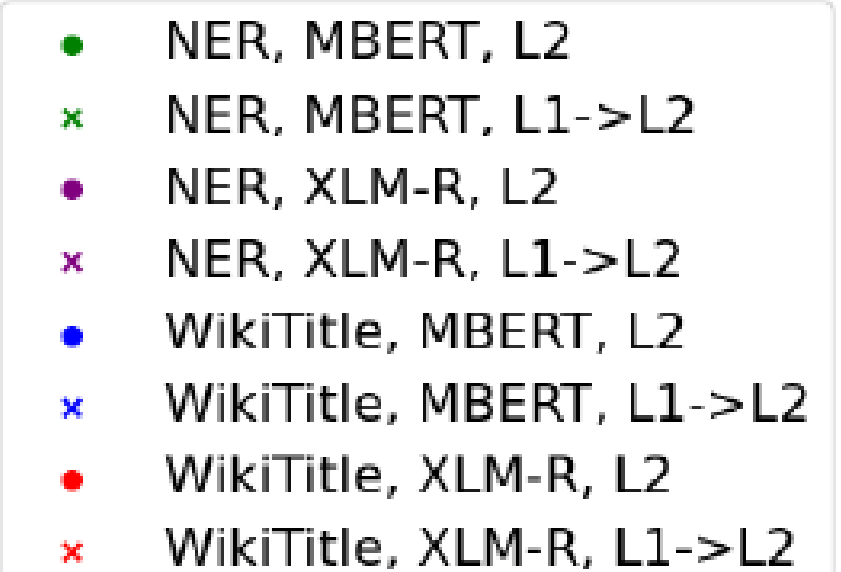 NER, MBERT, L2
NER, MBERT, L1->L2
NER, XLM-R, L2
NER, XLM-R, L1->L2
WikiTitle, MBERT, L2
WikiTitle, MBERT, L1->L2
WikiTitle, XLM-R, L2
WikiTitle, XLM-R, L1->L2